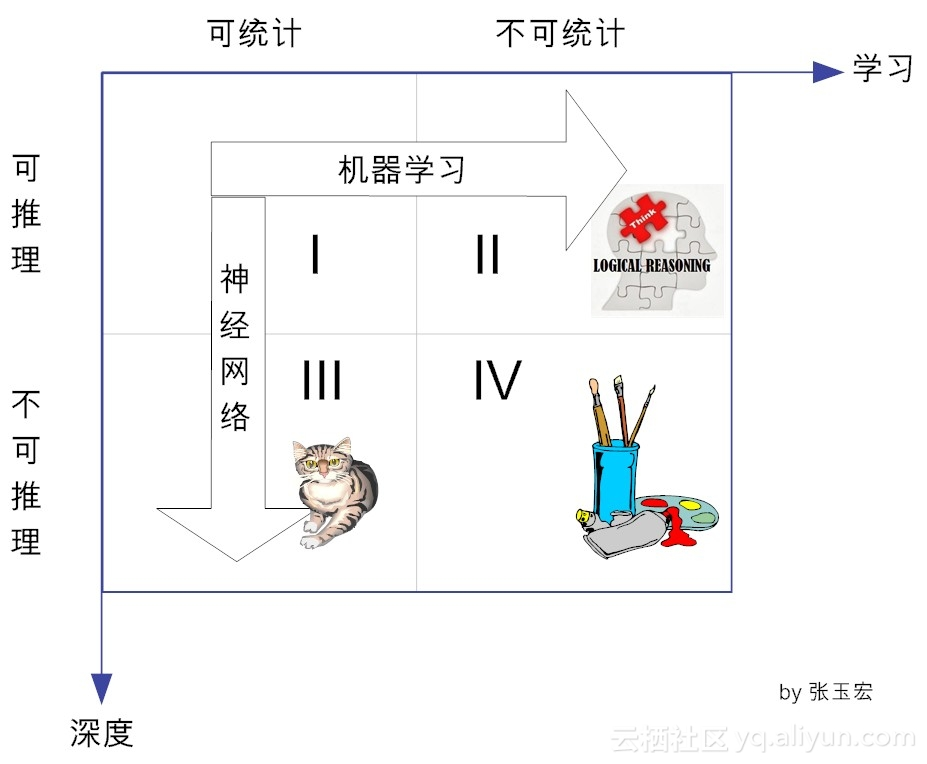 可统计
不可统计
学习
可推理
机器学习
Think
LOGICAL REASONING
I
II
神经网络
不可推理
III
IV
by 张玉宏
深度
云栖社区 yq.aliyun.com